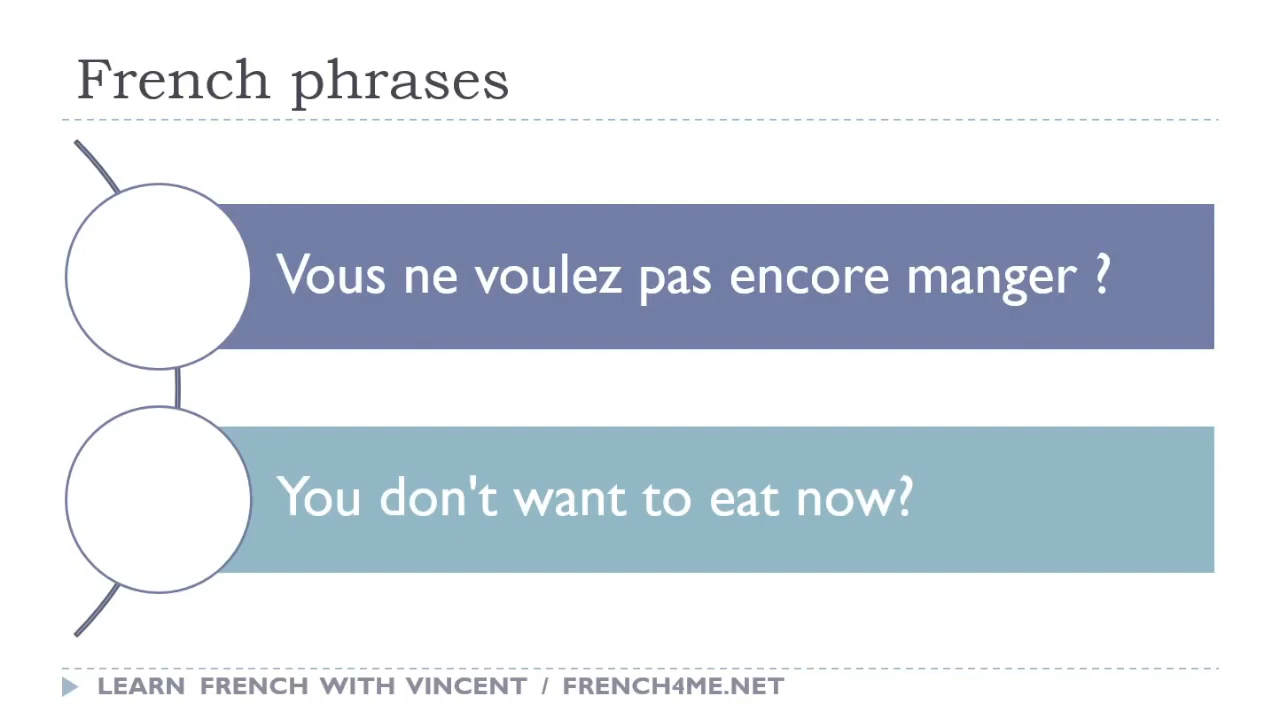 French phrases
Vous ne voulez pas encore manger ?
You don't want to eat now?
LEARN FRENCH WITH VINCENT / FRENCH4ME.NET